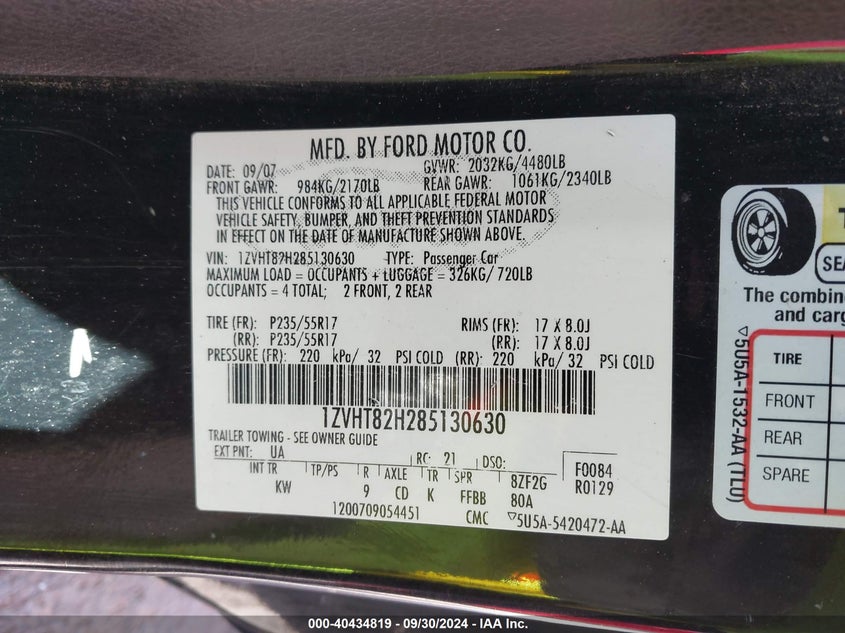 MFD. BY FORD MOTOR CO.
DATE: 09/07 GVWR: 2032KG/4480LB
FRONT GAWR: 984KG/2170LB REAR GAWR: 1061KG/2340LB
THIS VEHICLE CONFORMS TO ALL APPLICABLE FEDERAL MOTOR
VEHICLE SAFETY, BUMPER, AND THEFT PREVENTION STANDARDS
IN EFFECT ON THE DATE OF MANUFACTURE SHOWN ABOVE.
VIN: 1ZVHT82H285130630 TYPE: Passenger Car
MAXIMUM LOAD = OCCUPANTS + LUGGAGE = 326KG/ 720LB
OCCUPANTS = 4 TOTAL; 2 FRONT, 2 REAR
TIRE (FR): P235/55R17 RIMS (FR): 17 X 8.0J
(RR): P235/55R17 (RR): 17 X 8.0J
PRESSURE (FR): 220 kPa/ 32 PSI COLD (RR): 220 kPa/ 32 PSI COLD
1ZVHT82H285130630
TRAILER TOWING - SEE OWNER GUIDE
EXT PNT: UA RC: 21 DSO: F0084
INT TR TP/PS R AXLE TR SPR 8ZF2G R0129
KW 9 CD K FFBB 80A
1200709054451 CMC ▽5U5A-5420472-AA
SEA
The combin
and carg
TIRE
FRONT
REAR
SPARE
▽5U5A-1532-AA (TLU)
000-40434819 - 09/30/2024 - IAA Inc.